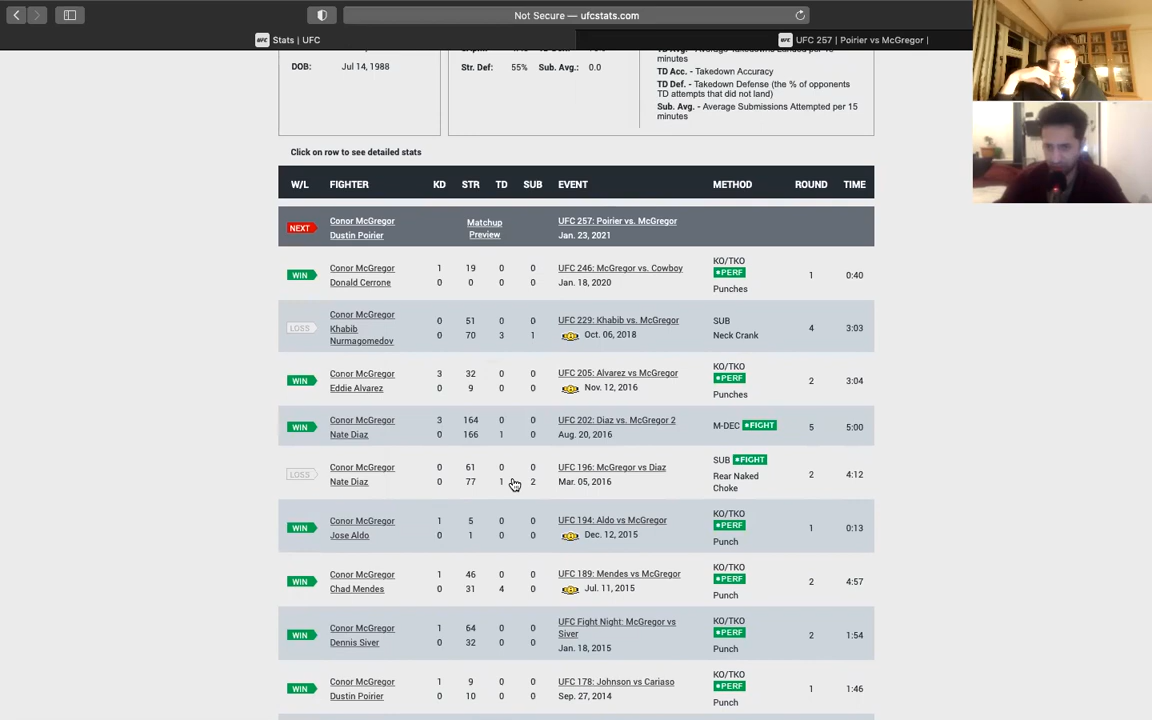 Not Secure — ufcstats.com
UFC Stats | UFC
UFC UFC 257 | Poirier vs McGregor |
DOB: Jul 14, 1988
Str. Def: 55% Sub. Avg.: 0.0
minutes
TD Acc. - Takedown Accuracy
TD Def. - Takedown Defense (the % of opponents
TD attempts that did not land)
Sub. Avg. - Average Submissions Attempted per 15
minutes
Click on row to see detailed stats
W/L FIGHTER KD STR TD SUB EVENT METHOD ROUND TIME
NEXT Conor McGregor Matchup UFC 257: Poirier vs. McGregor
Dustin Poirier Preview Jan. 23, 2021
WIN Conor McGregor 1 19 0 0 UFC 246: McGregor vs. Cowboy KO/TKO PERF 1 0:40
Donald Cerrone 0 0 0 0 Jan. 18, 2020 Punches
LOSS Conor McGregor 0 51 0 0 UFC 229: Khabib vs. McGregor SUB 4 3:03
Khabib 0 70 3 1 Oct. 06, 2018 Neck Crank
Nurmagomedov
WIN Conor McGregor 3 32 0 0 UFC 205: Alvarez vs McGregor KO/TKO PERF 2 3:04
Eddie Alvarez 0 9 0 0 Nov. 12, 2016 Punches
WIN Conor McGregor 3 164 0 0 UFC 202: Diaz vs. McGregor 2 M-DEC FIGHT 5 5:00
Nate Diaz 0 166 1 0 Aug. 20, 2016
LOSS Conor McGregor 0 61 0 0 UFC 196: McGregor vs Diaz SUB FIGHT 2 4:12
Nate Diaz 0 77 1 2 Mar. 05, 2016 Rear Naked
Choke
WIN Conor McGregor 1 5 0 0 UFC 194: Aldo vs McGregor KO/TKO PERF 1 0:13
Jose Aldo 0 1 0 0 Dec. 12, 2015 Punch
WIN Conor McGregor 1 46 0 0 UFC 189: Mendes vs McGregor KO/TKO PERF 2 4:57
Chad Mendes 0 31 4 0 Jul. 11, 2015 Punch
WIN Conor McGregor 1 64 0 0 UFC Fight Night: McGregor vs KO/TKO PERF 2 1:54
Dennis Siver 0 32 0 0 Siver
Jan. 18, 2015 Punch
WIN Conor McGregor 1 9 0 0 UFC 178: Johnson vs Cariaso KO/TKO PERF 1 1:46
Dustin Poirier 0 10 0 0 Sep. 27, 2014 Punch